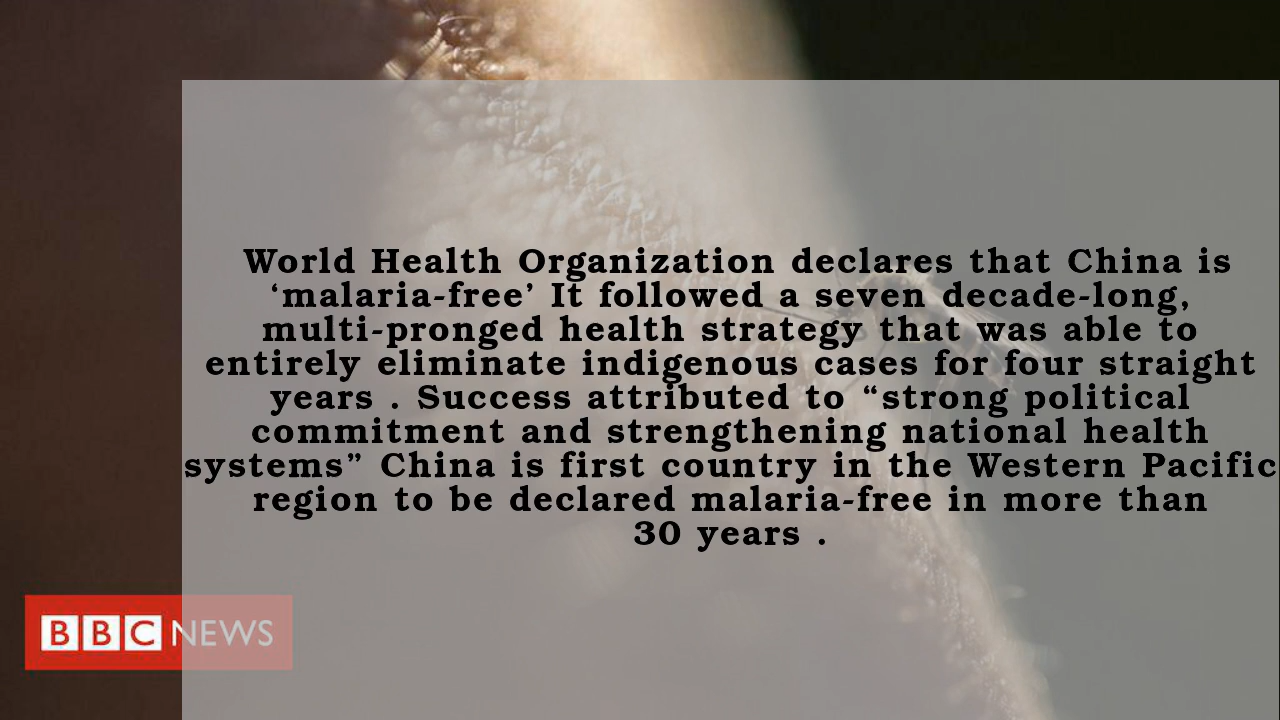 World Health Organization declares that China is
‘malaria-free’ It followed a seven decade-long,
multi-pronged health strategy that was able to
entirely eliminate indigenous cases for four straight
years . Success attributed to “strong political
commitment and strengthening national health
systems” China is first country in the Western Pacific
region to be declared malaria-free in more than
30 years .
BBC NEWS